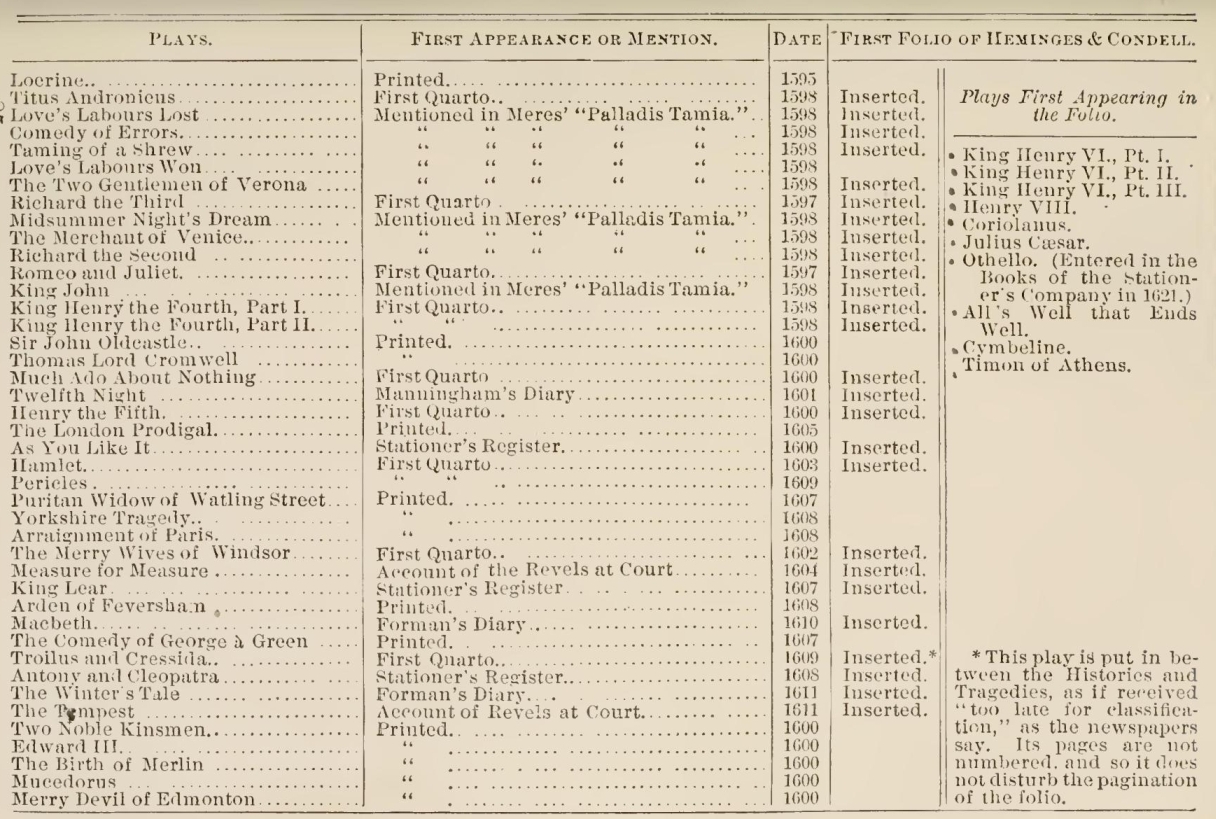 PLAYS. FIRST APPEARANCE OR MENTION. DATE FIRST FOLIO OF HEMINGES & CONDELL.
Locrine.. Printed. 1595
Titus Andronicus First Quarto.. 1598 Inserted.
Love's Labours Lost Mentioned in Meres' "Palladis Tamia." 1598 Inserted.
Comedy of Errors. " " " " " 1598 Inserted.
Taming of a Shrew " " " " " 1598 Inserted.
Love's Labours Won " " " " " 1598
The Two Gentlemen of Verona " " " " " 1598 Inserted.
Richard the Third First Quarto 1597 Inserted.
Midsummer Night's Dream Mentioned in Meres' "Palladis Tamia." 1598 Inserted.
The Merchant of Venice.. " " " " " 1598 Inserted.
Richard the Second " " " " " 1598 Inserted.
Romeo and Juliet. First Quarto. 1597 Inserted.
King John Mentioned in Meres' "Palladis Tamia." 1598 Inserted.
King Henry the Fourth, Part I. First Quarto.. 1598 Inserted.
King Henry the Fourth, Part II. " " 1598 Inserted.
Sir John Oldcastle.. Printed. 1600
Thomas Lord Cromwell " 1600
Much Ado About Nothing First Quarto 1600 Inserted.
Twelfth Night Manningham's Diary 1601 Inserted.
Henry the Fifth. First Quarto.. 1600 Inserted.
The London Prodigal. Printed. 1605
As You Like It Stationer's Register. 1600 Inserted.
Hamlet. First Quarto 1603 Inserted.
Pericles " " 1609
Puritan Widow of Watling Street Printed. 1607
Yorkshire Tragedy.. " 1608
Arraignment of Paris. " 1608
The Merry Wives of Windsor First Quarto.. 1602 Inserted.
Measure for Measure Account of the Revels at Court 1604 Inserted.
King Lear Stationer's Register 1607 Inserted.
Arden of Feversham Printed. 1608
Macbeth. Forman's Diary 1610 Inserted.
The Comedy of George à Green Printed 1607
Troilus and Cressida.. First Quarto.. 1609 Inserted.*
Antony and Cleopatra Stationer's Register.. 1608 Inserted.
The Winter's Tale Forman's Diary 1611 Inserted.
The Tempest Account of Revels at Court. 1611 Inserted.
Two Noble Kinsmen.. Printed.. 1600
Edward III. " 1600
The Birth of Merlin " 1600
Mucedorus " 1600
Merry Devil of Edmonton " 1600
Plays First Appearing in
the Folio.
King Henry VI., Pt. I.
King Henry VI., Pt. II.
King Henry VI., Pt. III.
Henry VIII.
Coriolanus.
Julius Cæsar.
Othello. (Entered in the
Books of the Station-
er's Company in 1621.)
All's Well that Ends
Well.
Cymbeline.
Timon of Athens.
* This play is put in be-
tween the Histories and
Tragedies, as if received
"too late for classifica-
tion," as the newspapers
say. Its pages are not
numbered, and so it does
not disturb the pagination
of the folio.